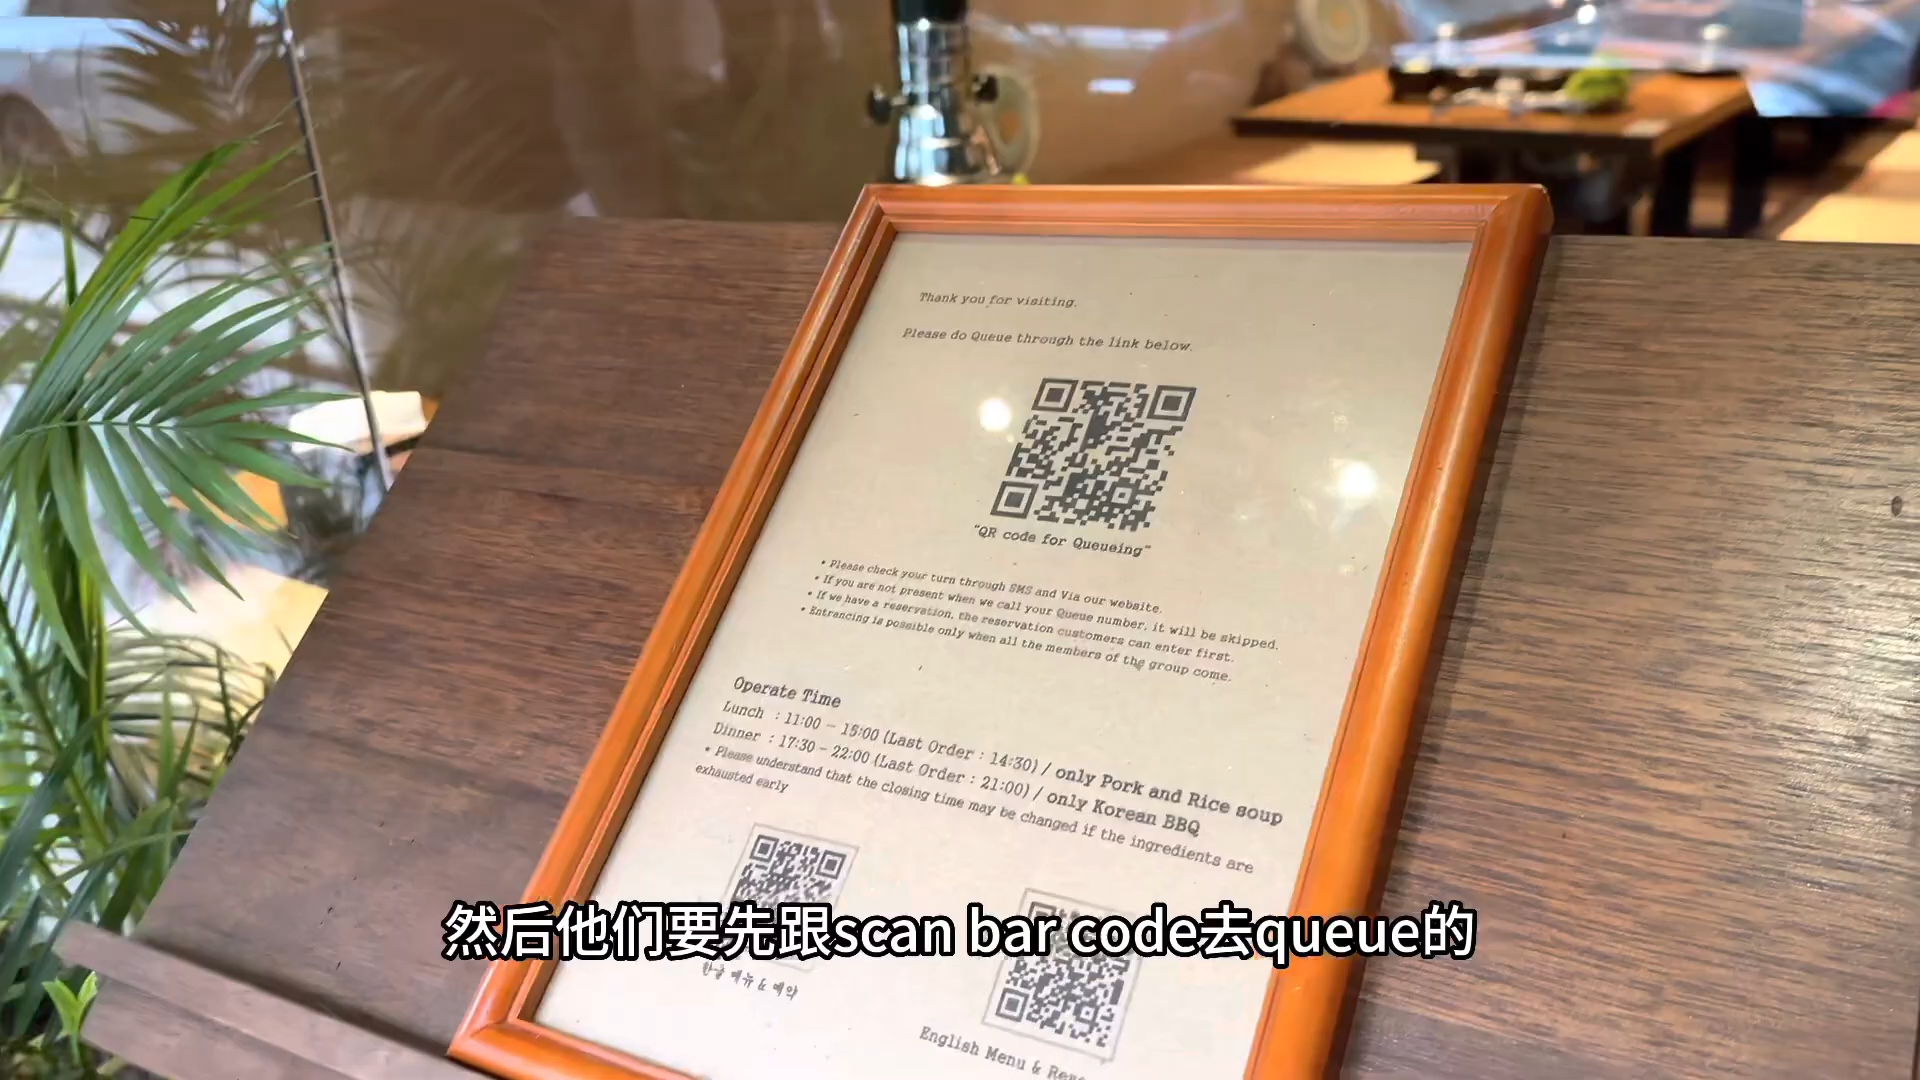 Thank you for visiting.
Please do Queue through the link below.
"QR code for Queueing"
• Please check your turn through SMS and Via our website.
• If you are not present when we call your Queue number, it will be skipped.
• If we have a reservation, the reservation customers can enter first.
• Entrancing is possible only when all the members of the group come.
Operate Time
Lunch : 11:00 - 15:00 (Last Order : 14:30) / only Pork and Rice soup
Dinner : 17:30 - 22:00 (Last Order : 21:00) / only Korean BBQ
* Please understand that the closing time may be changed if the ingredients are
exhausted early
然后他们要先跟scan bar code去queue的
한글 메뉴 & 예약
English Menu &